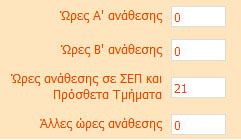 Ώρες Α' ανάθεσης 0
Ώρες Β' ανάθεσης 0
Ώρες ανάθεσης σε ΣΕΠ και
Πρόσθετα Τμήματα 21
Άλλες ώρες ανάθεσης 0